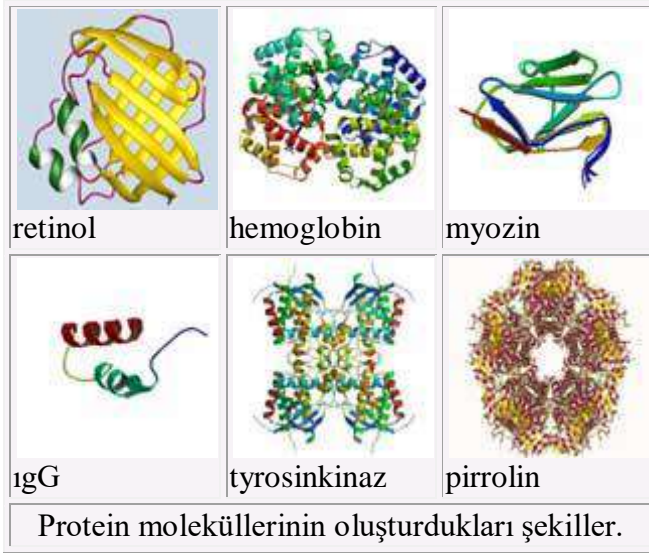 retinol
hemoglobin
myozin
ıgG
tyrosinkinaz
pirrolin
Protein moleküllerinin oluşturdukları şekiller.